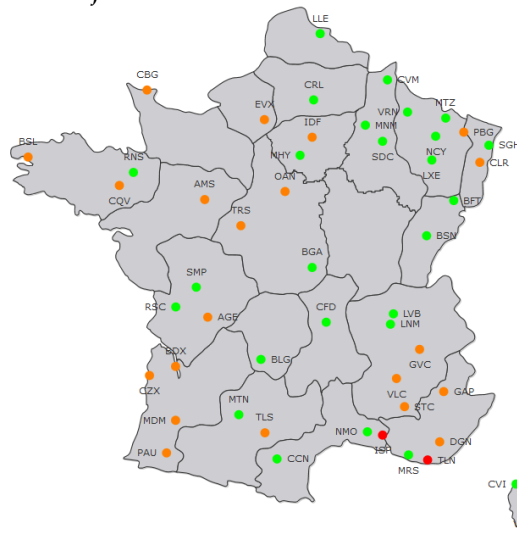 LLE
CBG
CVM
CRL
EVX
VRN
MTZ
IDF
MNM
PBG
BSL
RNS
MHY
SDC
NCY
SGH
CLR
LXE
CQV
AMS
OAN
BFT
TRS
BSN
BGA
SMP
RSC
AGE
CFD
LVB
LNM
BDX
BLG
GVC
CZX
VLC
GAP
MTN
STC
MDM
TLS
NMO
DGN
PAU
CCN
ISP
MRS
TLN
CVI